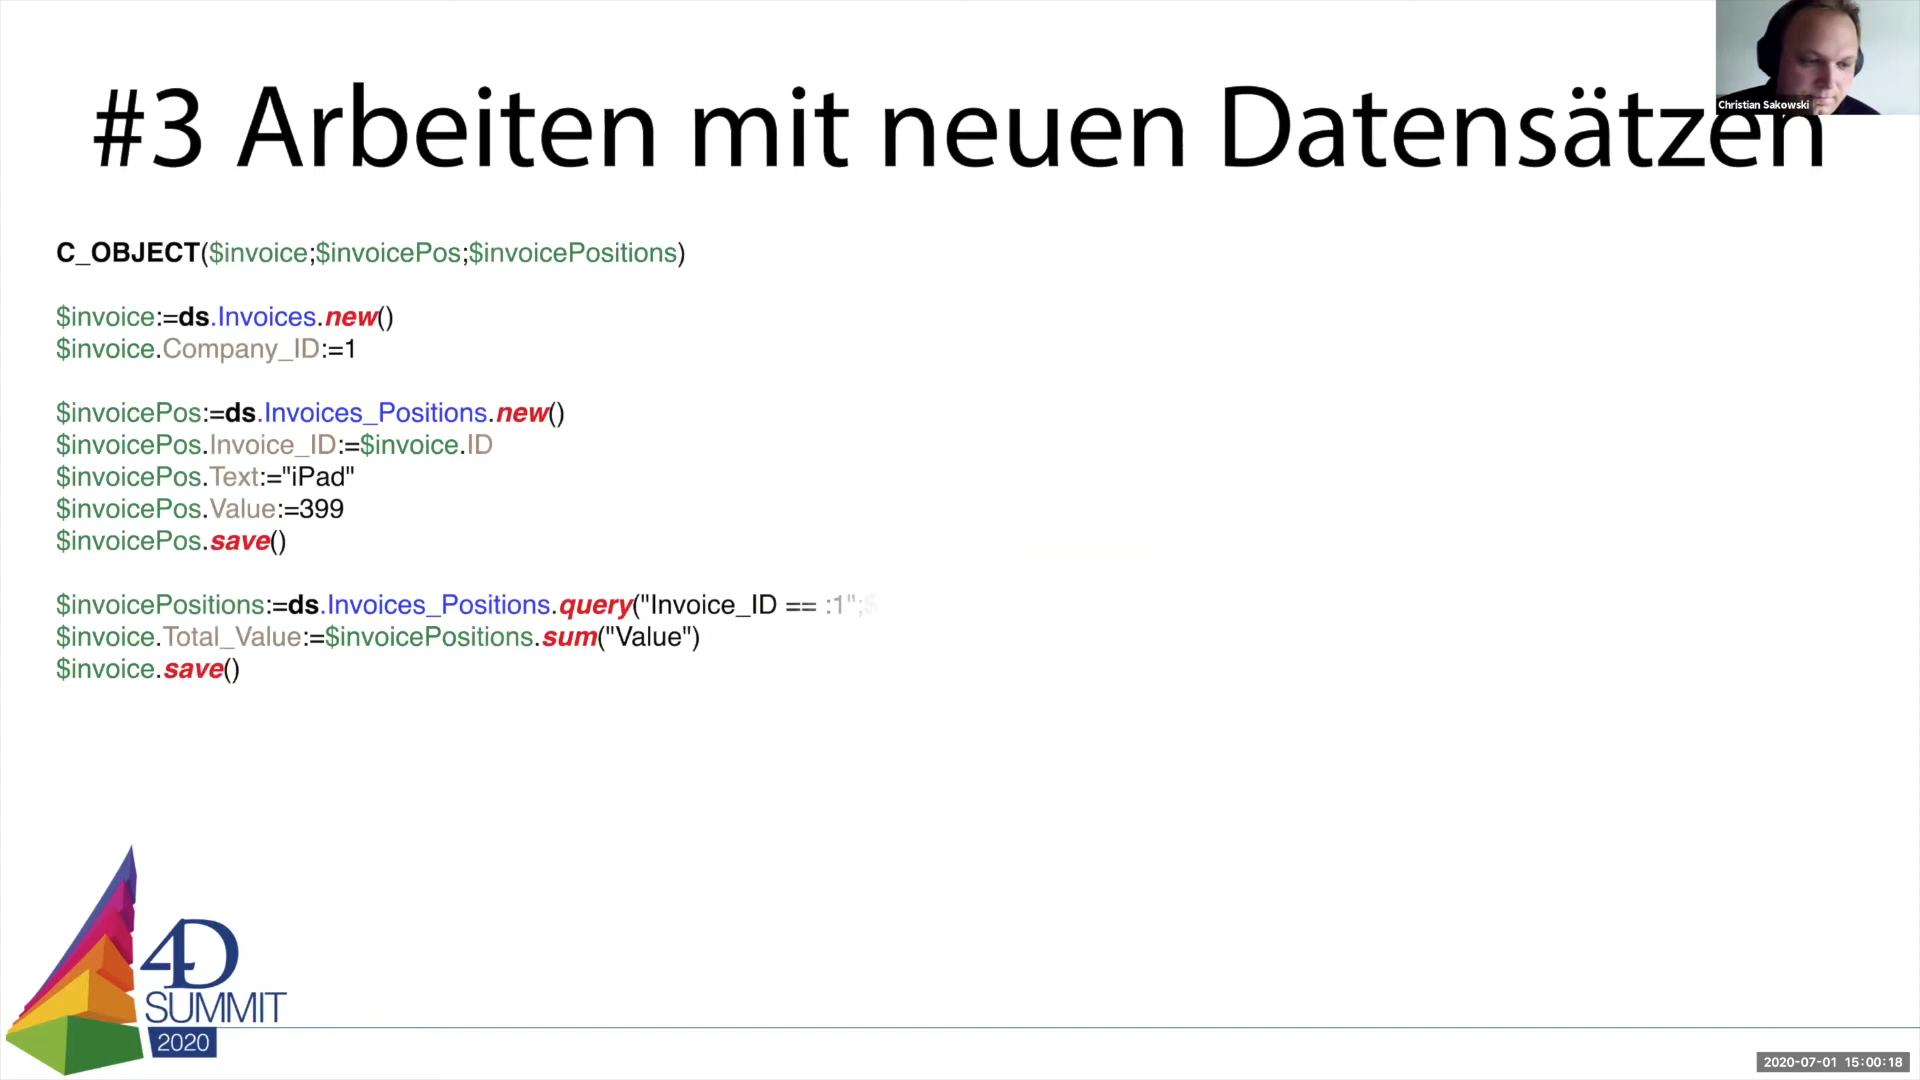 #3 Arbeiten mit neuen Datensätzen
Christian Sakowski
C_OBJECT($invoice;$invoicePos;$invoicePositions)
$invoice:=ds.Invoices.new()
$invoice.Company_ID:=1
$invoicePos:=ds.Invoices_Positions.new()
$invoicePos.Invoice_ID:=$invoice.ID
$invoicePos.Text:="iPad"
$invoicePos.Value:=399
$invoicePos.save()
$invoicePositions:=ds.Invoices_Positions.query("Invoice_ID == :1";$
$invoice.Total_Value:=$invoicePositions.sum("Value")
$invoice.save()
4D
SUMMIT
2020
2020-07-01 15:00:18